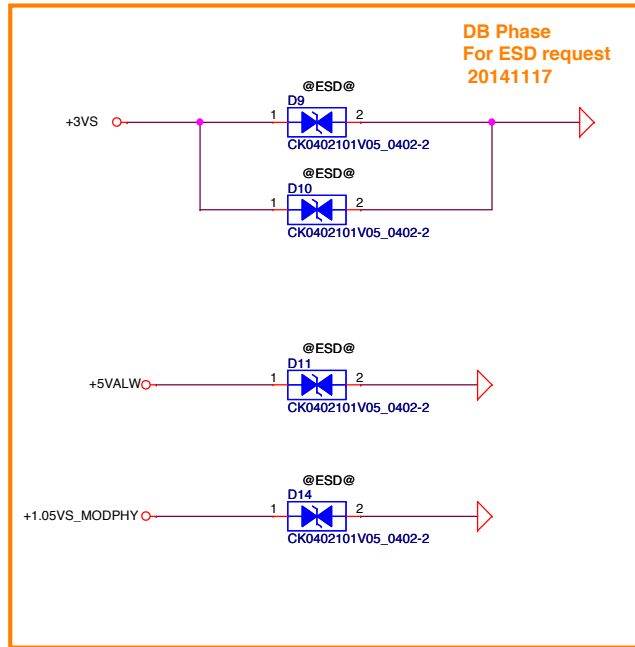 DB Phase
For ESD request
20141117
@ESD@
D9
+3VS
1
2
CK0402101V05_0402-2
@ESD@
D10
1
2
CK0402101V05_0402-2
@ESD@
D11
+5VALW
1
2
CK0402101V05_0402-2
@ESD@
D14
+1.05VS_MODPHY
1
2
CK0402101V05_0402-2